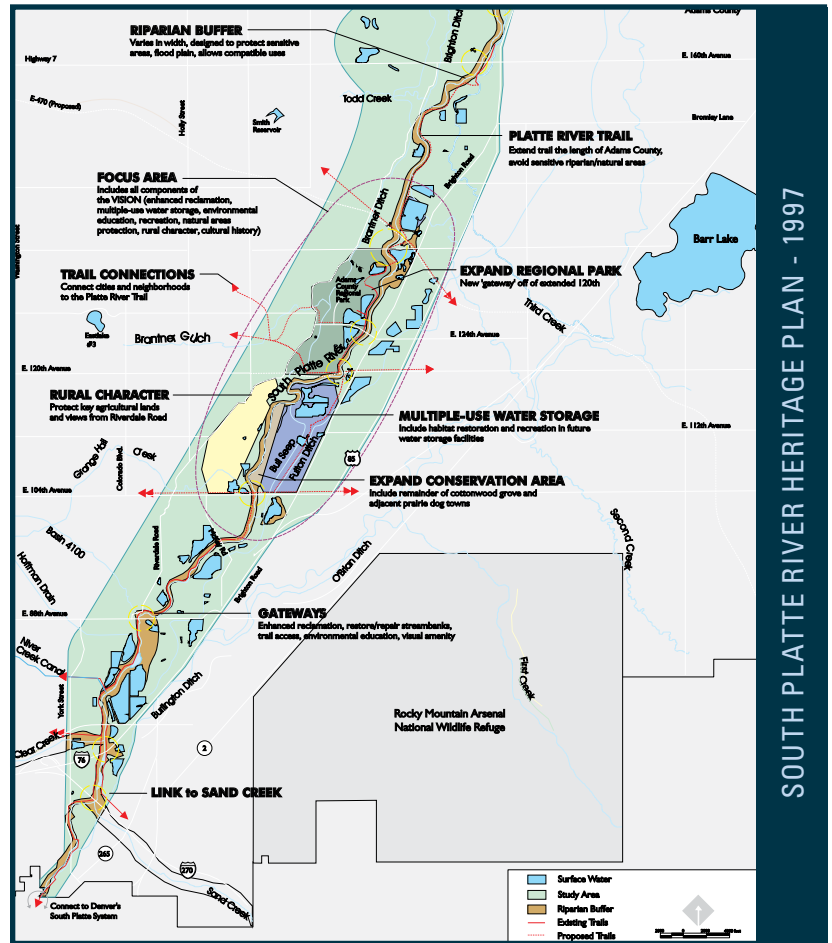 Adams County
RIPARIAN BUFFER
Varies in width, designed to protect sensitive
areas, flood plain, allows compatible uses
Brighton Ditch
Highway 7
E. 160th Avenue
E-470 (Proposed)
Holly Street
Todd Creek
Smith
Reservoir
Bromley Lane
PLATTE RIVER TRAIL
Extend trail the length of Adams County,
avoid sensitive riparian/natural areas
Brighton Road
FOCUS AREA
Includes all components of
the VISION (enhanced reclamation,
multiple-use water storage, environmental
education, recreation, natural areas
protection, rural character, cultural history)
Brantner Ditch
Washington Street
Barr Lake
TRAIL CONNECTIONS
Connect cities and neighborhoods
to the Platte River Trail
Adams
County
Regional
Park
EXPAND REGIONAL PARK
New 'gateway' off of extended 120th
Third Creek
Eastlake
#3
Brantner Gulch
E. 124th Avenue
South Platte River
E. 120th Avenue
RURAL CHARACTER
Protect key agricultural lands
and views from Riverdale Road
MULTIPLE-USE WATER STORAGE
Include habitat restoration and recreation in future
water storage facilities
E. 112th Avenue
Bull Seep
Fulton Ditch
Grange Hall
Creek
Colorado Blvd.
85
EXPAND CONSERVATION AREA
Include remainder of cottonwood grove and
adjacent prairie dog towns
E. 104th Avenue
Second Creek
Basin 4100
Riverdale Road
O'Brian Ditch
Hoffman Drain
Brighton Road
E. 88th Avenue
GATEWAYS
Enhanced reclamation, restore/repair streambanks,
trail access, environmental education, visual amenity
Niver
Creek Canal
First Creek
York Street
Burlington Ditch
Rocky Mountain Arsenal
National Wildlife Refuge
Clear Creek
2
76
LINK to SAND CREEK
265
270
Sand Creek
Connect to Denver's
South Platte System
Surface Water
Study Area
Riparian Buffer
Existing Trails
Proposed Trails
SOUTH PLATTE RIVER HERITAGE PLAN - 1997